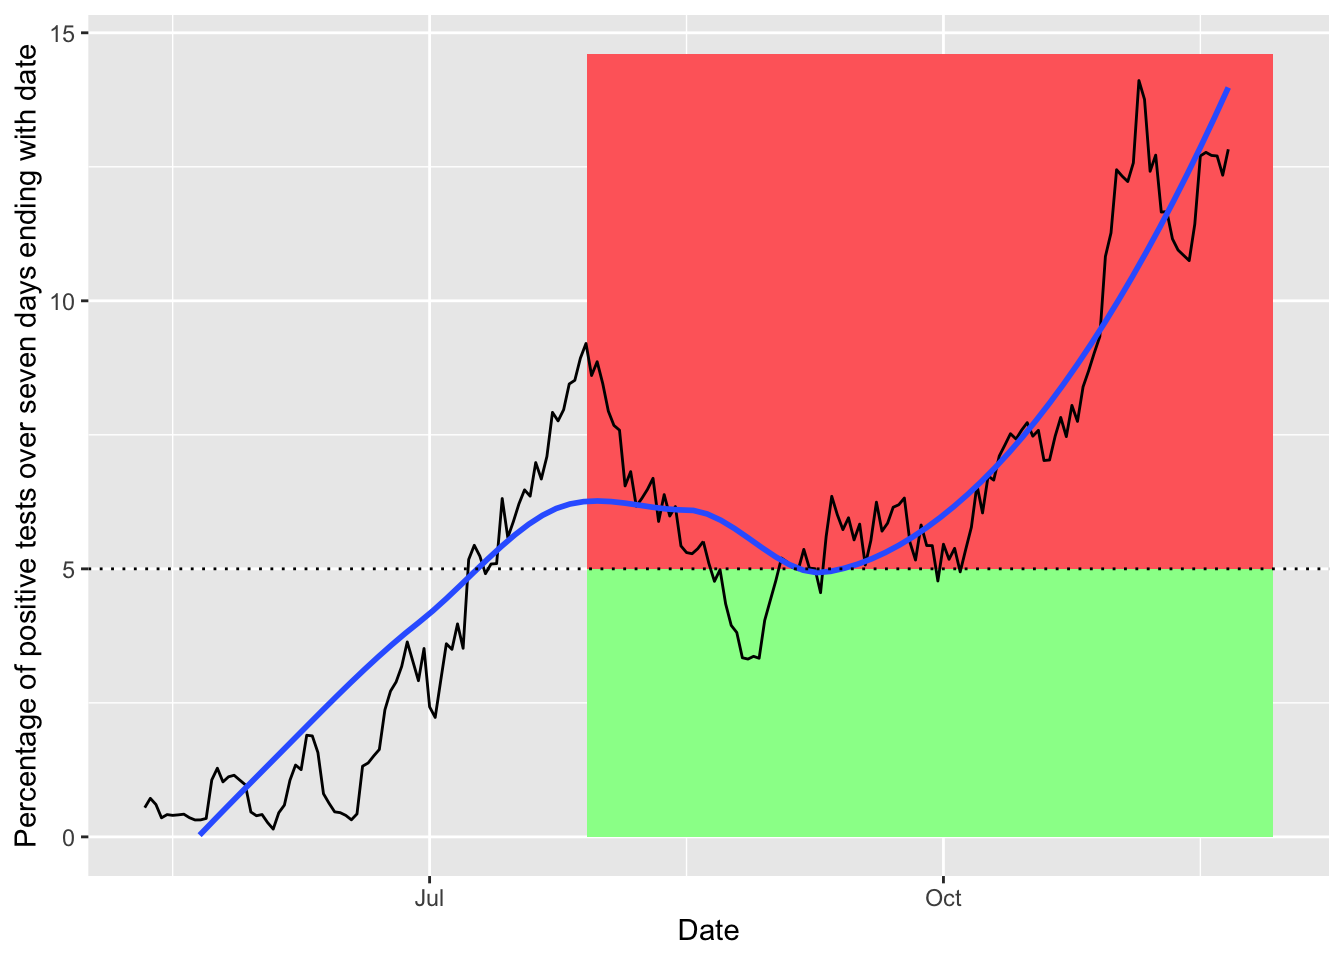 Percentage of positive tests over seven days ending with date
15
10
5
0
Jul
Oct
Date